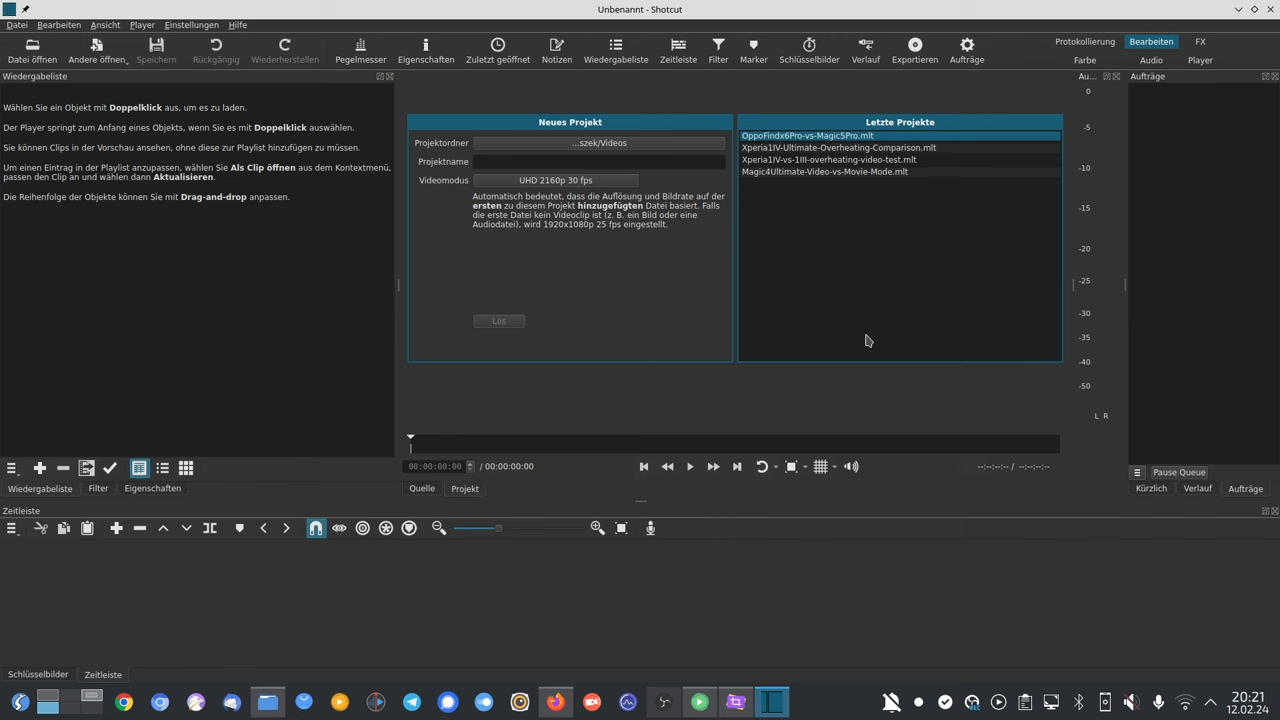 Unbenannt - Shotcut
Datei Bearbeiten Ansicht Player Einstellungen Hilfe
Datei öffnen Andere öffnen Speichern Rückgängig Wiederherstellen Pegelmesser Eigenschaften Zuletzt geöffnet Notizen Wiedergabeliste Zeitleiste Filter Marker Schlüsselbilder Verlauf Exportieren Aufträge
Protokollierung Bearbeiten FX
Farbe Audio Player
Wiedergabeliste
Wählen Sie ein Objekt mit Doppelklick aus, um es zu laden.
Der Player springt zum Anfang eines Objekts, wenn Sie es mit Doppelklick auswählen.
Sie können Clips in der Vorschau ansehen, ohne diese zur Playlist hinzufügen zu müssen.
Um einen Eintrag in der Playlist anzupassen, wählen Sie Als Clip öffnen aus dem Kontextmenü,
passen den Clip an und wählen dann Aktualisieren.
Die Reihenfolge der Objekte können Sie mit Drag-and-drop anpassen.
Neues Projekt
Projektordner ...szek/Videos
Projektname
Videomodus UHD 2160p 30 fps
Automatisch bedeutet, dass die Auflösung und Bildrate auf der
ersten zu diesem Projekt hinzugefügten Datei basiert. Falls
die erste Datei kein Videoclip ist (z. B. ein Bild oder eine
Audiodatei), wird 1920x1080p 25 fps eingestellt.
Los
Letzte Projekte
OppoFindx6Pro-vs-Magic5Pro.mlt
Xperia1IV-Ultimate-Overheating-Comparison.mlt
Xperia1IV-vs-1III-overheating-video-test.mlt
Magic4Ultimate-Video-vs-Movie-Mode.mlt
Au...
0
-5
-10
-15
-20
-25
-30
-35
-40
-50
L R
Aufträge
00:00:00:00 / 00:00:00:00
--:--:--:-- / --:--:--:--
Quelle Projekt
Pause Queue
Wiedergabeliste Filter Eigenschaften
Kürzlich Verlauf Aufträge
Zeitleiste
Schlüsselbilder Zeitleiste
20:21
12.02.24